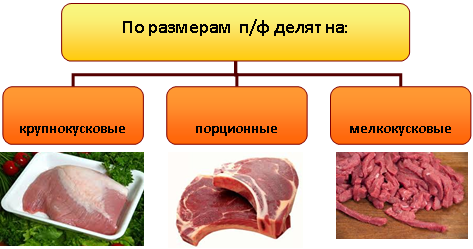 По размерам п/ф делят на:
крупнокусковые
порционные
мелкокусковые